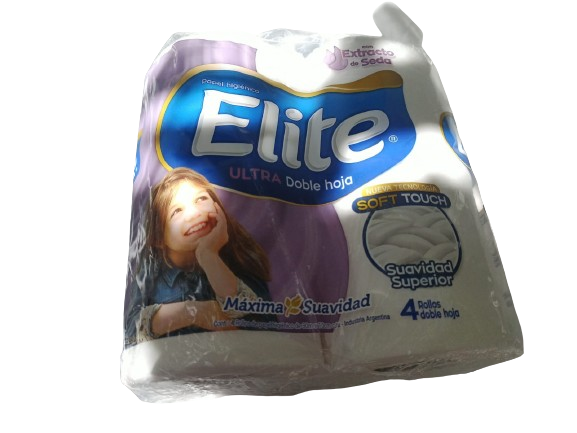 con
Extracto
de Seda
papel higiénico
Elite®
ULTRA Doble hoja
NUEVA TECNOLOGÍA
SOFT TOUCH
Suavidad
Superior
Máxima Suavidad
4 Rollos
doble hoja
Industria Argentina